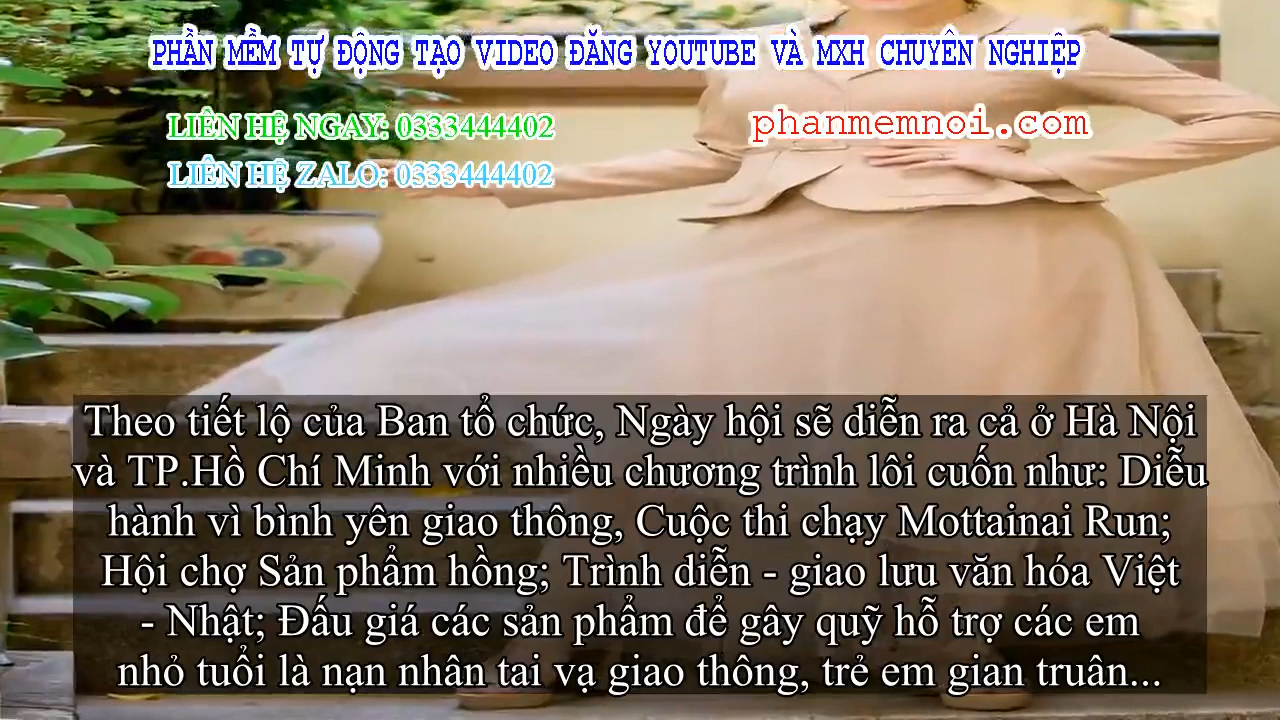 PHẦN MỀM TỰ ĐỘNG TẠO VIDEO ĐĂNG YOUTUBE VÀ MXH CHUYÊN NGHIỆP
LIÊN HỆ NGAY: 0333444402
phanmemnoi.com
LIÊN HỆ ZALO: 0333444402
Theo tiết lộ của Ban tổ chức, Ngày hội sẽ diễn ra cả ở Hà Nội
và TP.Hồ Chí Minh với nhiều chương trình lôi cuốn như: Diễu
hành vì bình yên giao thông, Cuộc thi chạy Mottainai Run;
Hội chợ Sản phẩm hồng; Trình diễn - giao lưu văn hóa Việt
- Nhật; Đấu giá các sản phẩm để gây quỹ hỗ trợ các em
nhỏ tuổi là nạn nhân tai vạ giao thông, trẻ em gian truân...